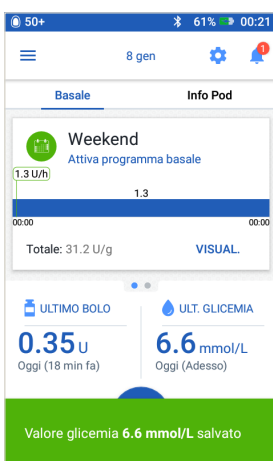 50+ 61% 00:21
8 gen 1
Basale Info Pod
Weekend
Attiva programma basale
1.3 U/h
1.3
00:00 00:00
Totale: 31.2 U/g VISUAL.
ULTIMO BOLO ULT. GLICEMIA
0.35 U 6.6 mmol/L
Oggi (18 min fa) Oggi (Adesso)
Valore glicemia 6.6 mmol/L salvato